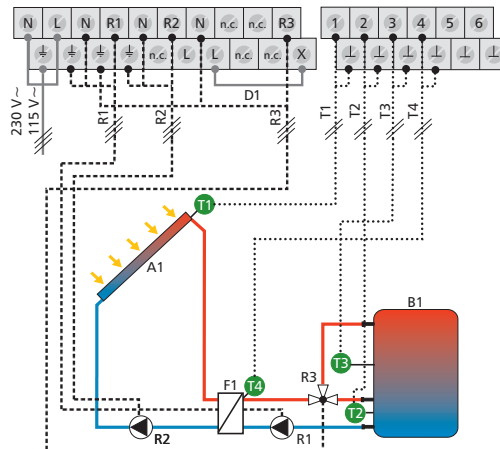 N L N R1 N R2 N n.c. n.c. R3
n.c. L L n.c. n.c. X
1 2 3 4 5 6
D1
230 V~
115 V~
R1
R2
R3
T1
T2
T3
T4
T1
A1
B1
T3
R3
F1
T4
T2
R2
R1